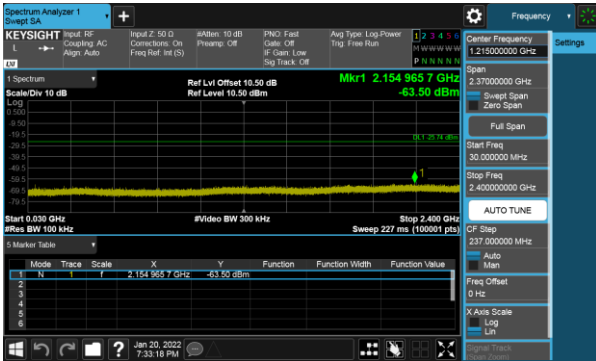 Spectrum Analyzer 1
Swept SA
Frequency
KEYSIGHT
Input: RF
Coupling: AC
Align: Auto
Input Z: 50 Ω
Corrections: On
Freq Ref: Int (S)
#Atten: 10 dB
Preamp: Off
PNO: Fast
Gate: Off
IF Gain: Low
Sig Track: Off
Avg Type: Log-Power
Trig: Free Run
1 2 3 4 5 6
M W W W W W
P N N N N N
L
1 Spectrum
Scale/Div 10 dB
Ref Lvl Offset 10.50 dB
Ref Level 10.50 dBm
Mkr1 2.154 965 7 GHz
-63.50 dBm
Log
0.500
-9.50
-19.5
-29.5
-39.5
-49.5
-59.5
-69.5
-79.5
DL1 -25.74 dBm
1
Start 0.030 GHz
#Res BW 100 kHz
#Video BW 300 kHz
Stop 2.400 GHz
Sweep 227 ms (100001 pts)
5 Marker Table
Mode Trace Scale X Y Function Function Width Function Value
1 N 1 f 2.154 965 7 GHz -63.50 dBm
2
3
4
5
6
Jan 20, 2022
7:33:18 PM
Center Frequency
1.215000000 GHz
Settings
Span
2.37000000 GHz
Swept Span
Zero Span
Full Span
Start Freq
30.000000 MHz
Stop Freq
2.400000000 GHz
AUTO TUNE
CF Step
237.000000 MHz
Auto
Man
Freq Offset
0 Hz
X Axis Scale
Log
Lin
Signal Track
(Span Zoom)